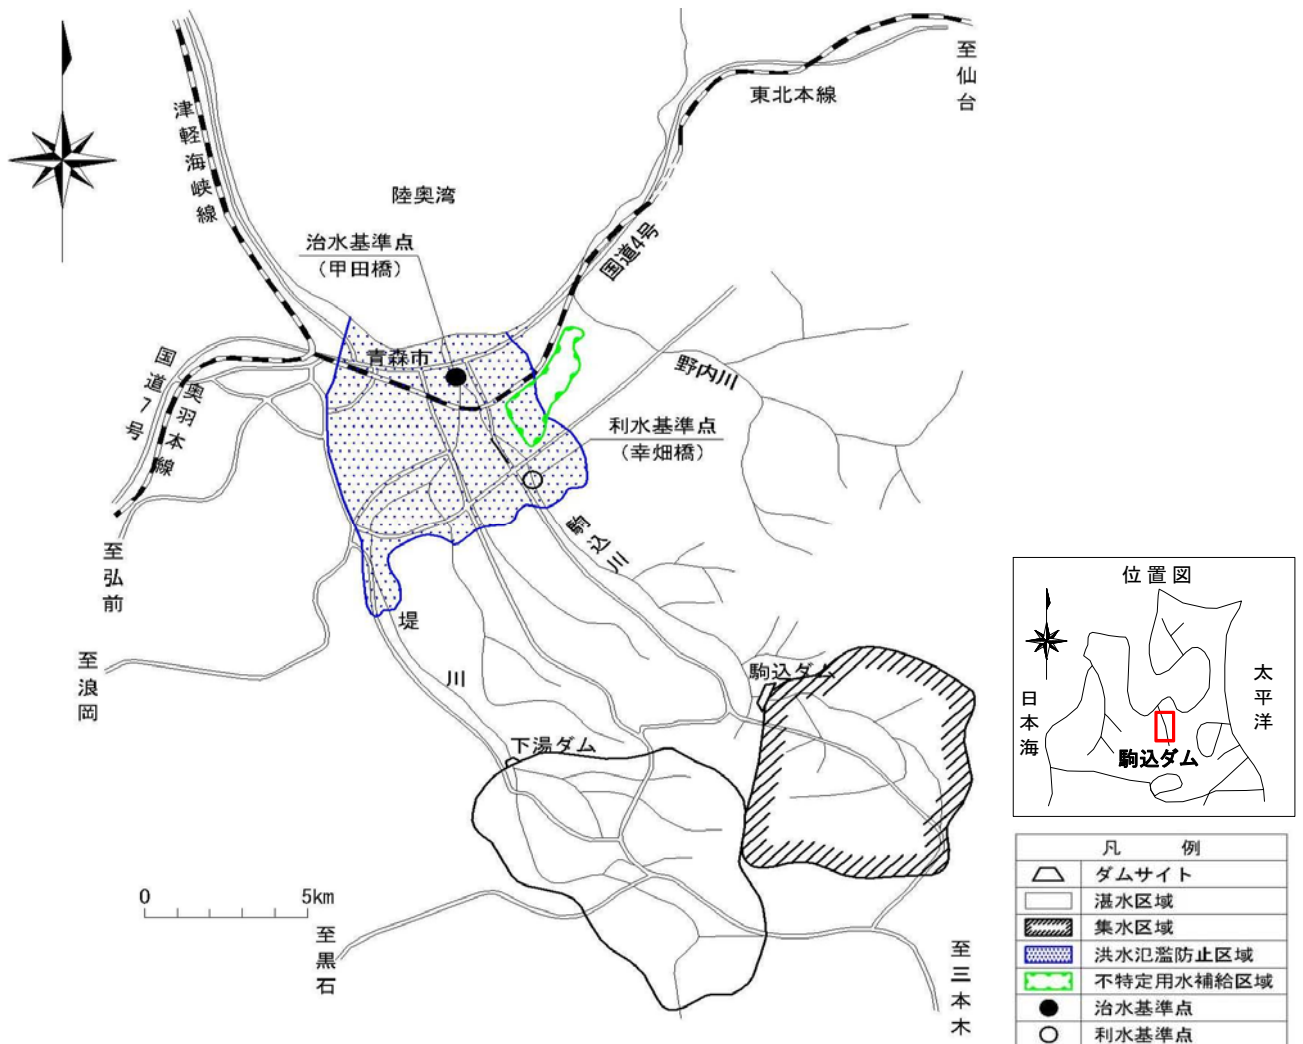 至仙台
東北本線
津軽海峡線
陸奥湾
治水基準点
（甲田橋）
国道4号
青森市
国道7号
奥羽本線
野内川
利水基準点
（幸畑橋）
駒込川
至弘前
堤川
至浪岡
駒込ダム
下湯ダム
0 5km
至黒石
至三本木
位置図
日本海
太平洋
駒込ダム
凡 例
ダムサイト
湛水区域
集水区域
洪水氾濫防止区域
不特定用水補給区域
治水基準点
利水基準点